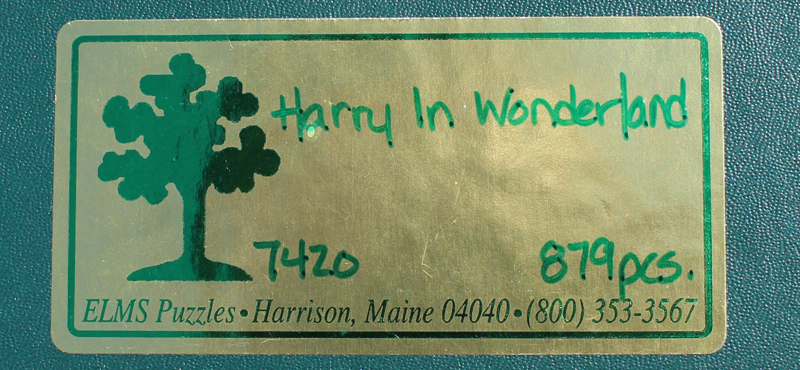 Harry In Wonderland
7420 879pcs.
ELMS Puzzles•Harrison, Maine 04040•(800) 353-3567